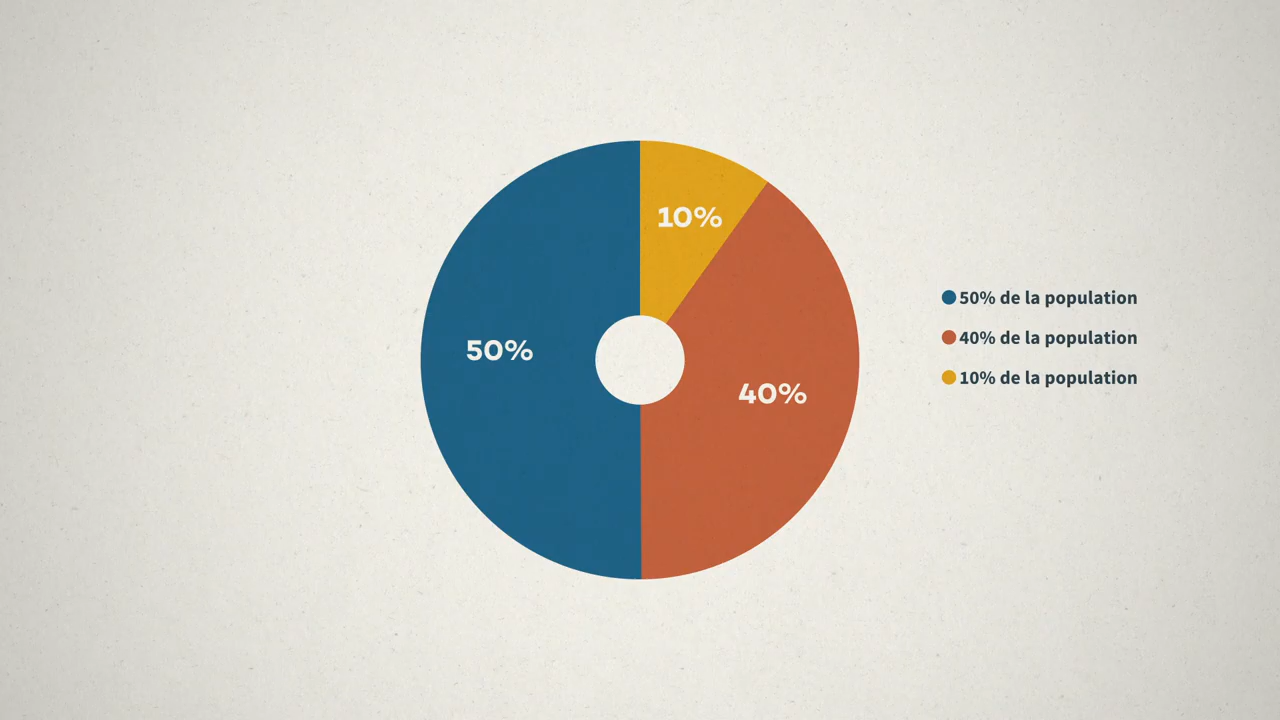 10%
50%
40%
50% de la population
40% de la population
10% de la population